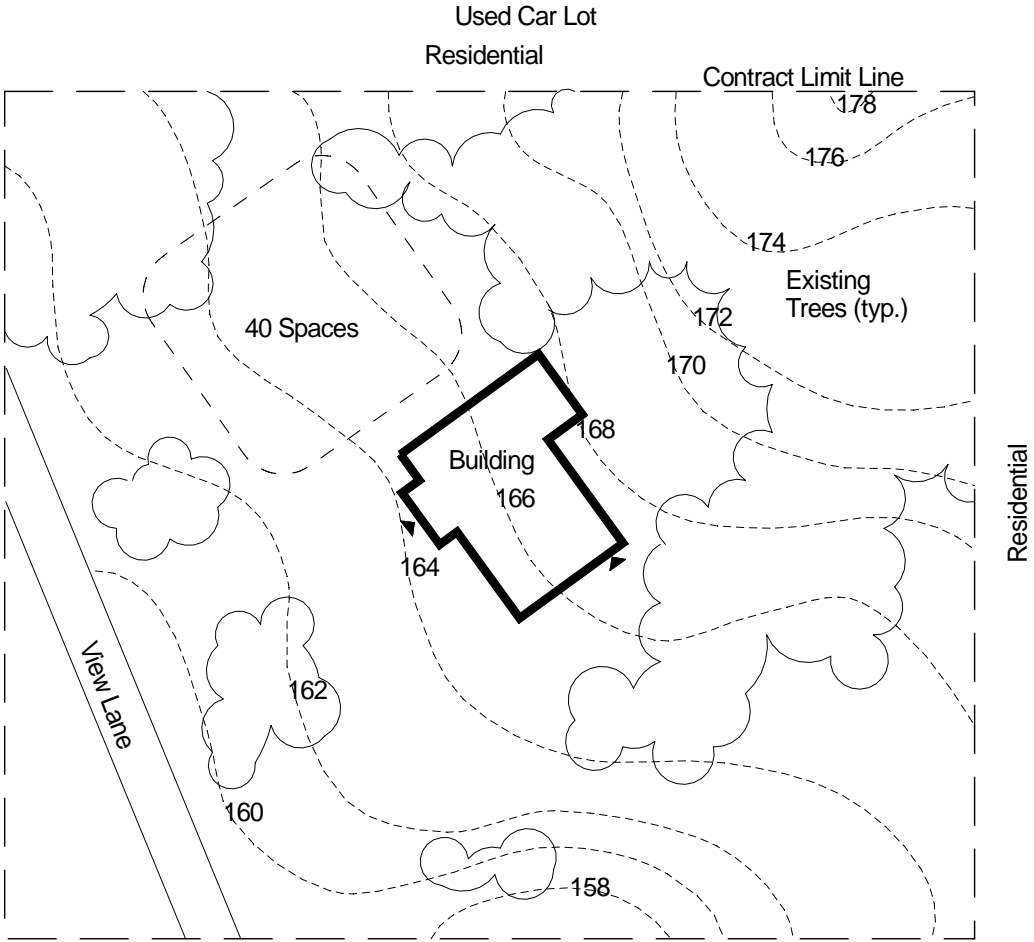 Used Car Lot
Residential
Contract Limit Line
178
176
174
Existing
Trees (typ.)
172
40 Spaces
170
168
Building
166
Residential
164
View Lane
162
160
158